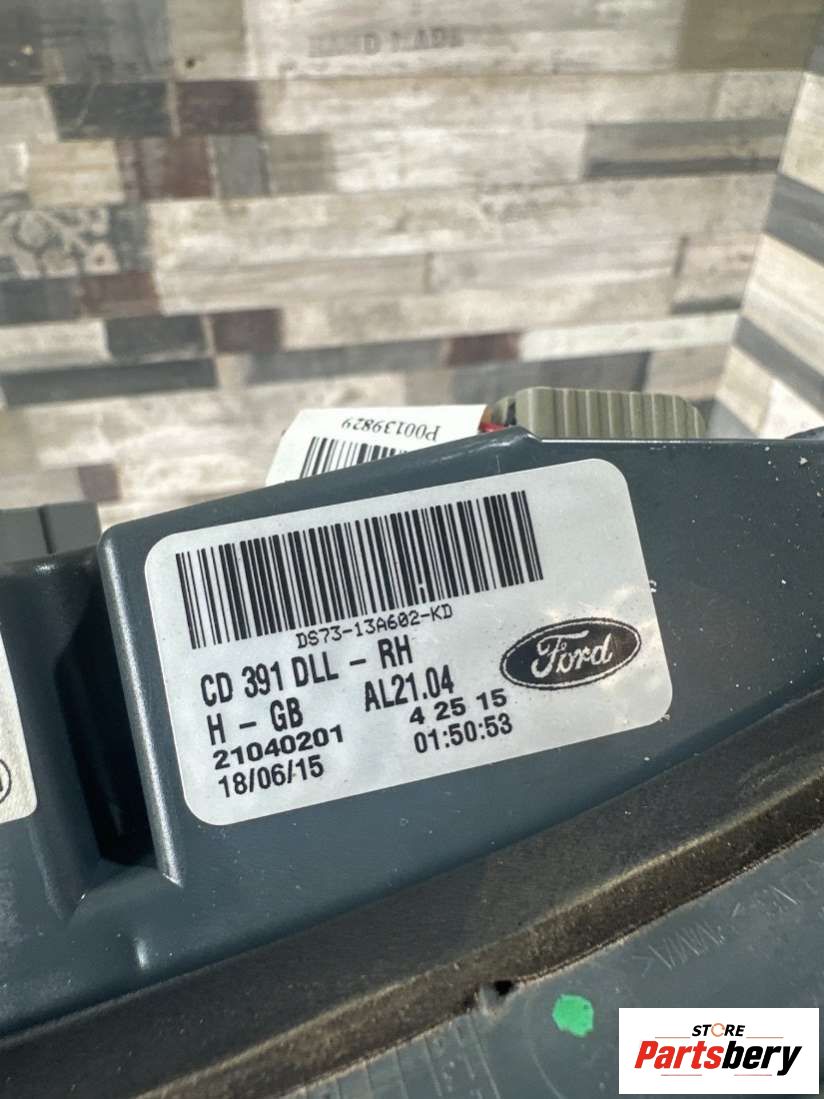 P00139829
DS73-13A602-KD
CD 391 DLL - RH
H - GB AL21.04
21040201 4 25 15
18/06/15 01:50:53
Ford
STORE
Partsbery